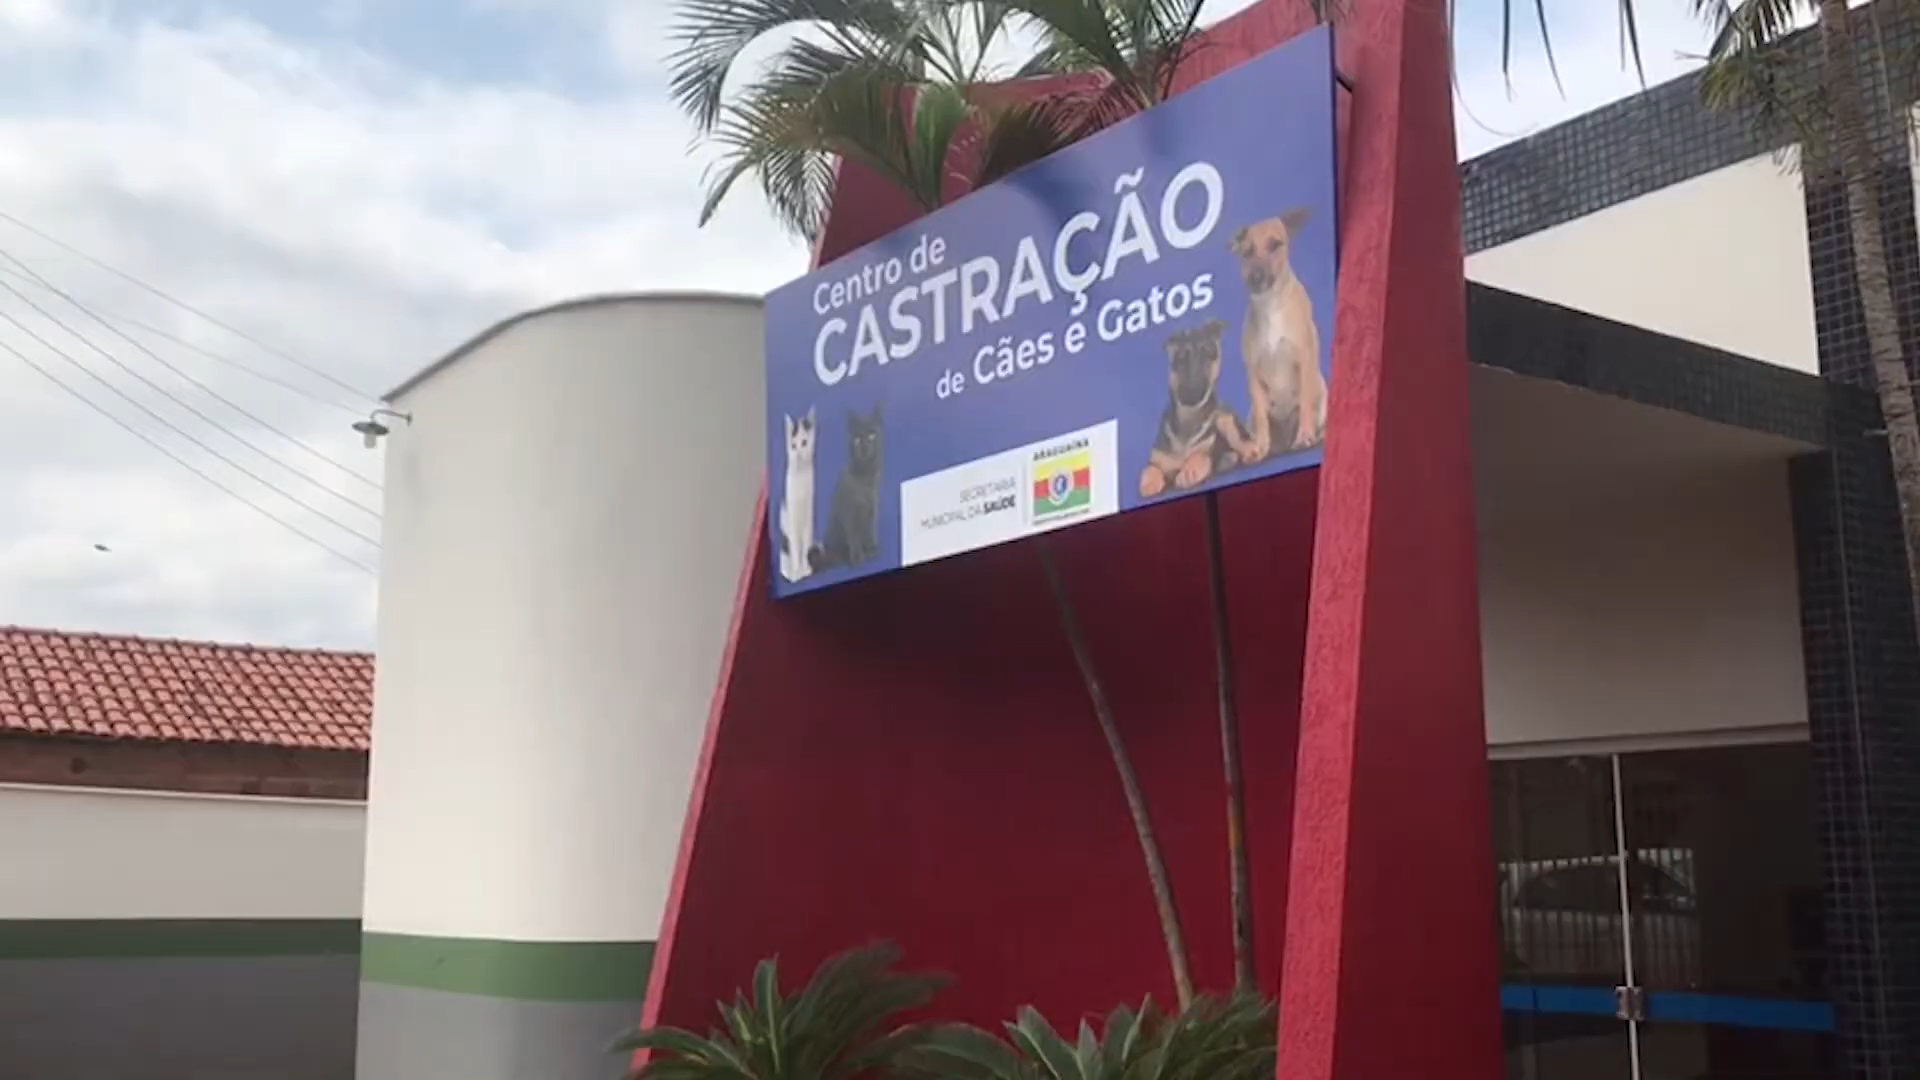 Centro de
CASTRAÇÃO
de Cães e Gatos
SECRETARIA
MUNICIPAL DA SAÚDE
ARAGUAÍNA